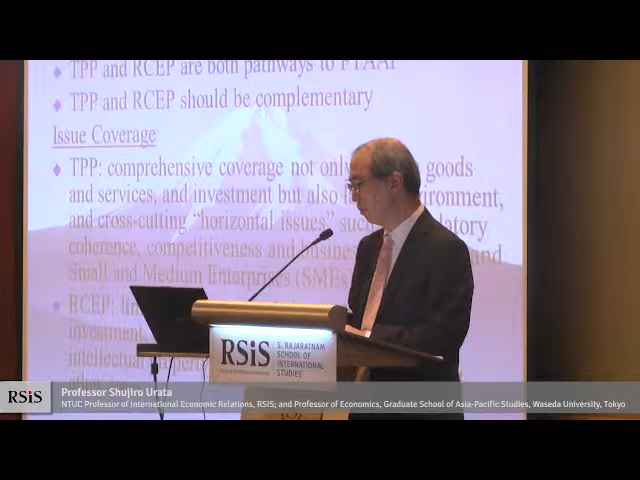 TPP and RCEP are both pathways to FTAAP
TPP and RCEP should be complementary
Issue Coverage
TPP: comprehensive coverage not only goods
and services, and investment but also
and cross-cutting "horizontal issues"
coherence, competitiveness and
Small and Medium Enterprises (SMEs
RCEP:
investment,
RSiS
S. RAJARATNAM
SCHOOL OF
INTERNATIONAL
STUDIES
RSiS
Professor Shujiro Urata
NTUC Professor of International Economic Relations, RSIS; and Professor of Economics, Graduate School of Asia-Pacific Studies, Waseda University, Tokyo